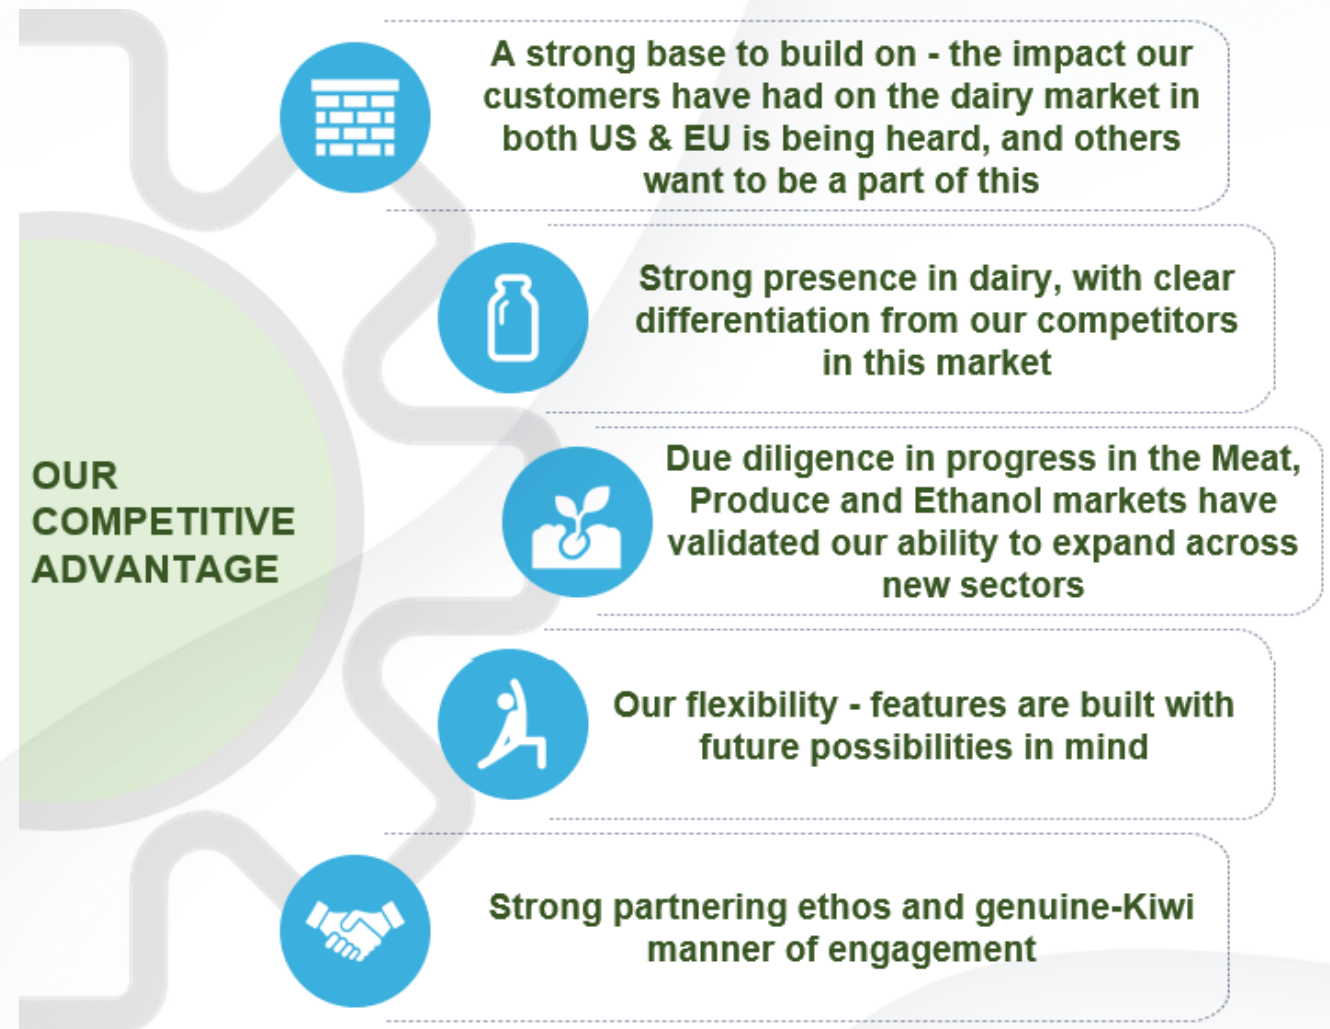 A strong base to build on - the impact our
customers have had on the dairy market in
both US & EU is being heard, and others
want to be a part of this
Strong presence in dairy, with clear
differentiation from our competitors
in this market
OUR
COMPETITIVE
ADVANTAGE
Due diligence in progress in the Meat,
Produce and Ethanol markets have
validated our ability to expand across
new sectors
Our flexibility - features are built with
future possibilities in mind
Strong partnering ethos and genuine-Kiwi
manner of engagement